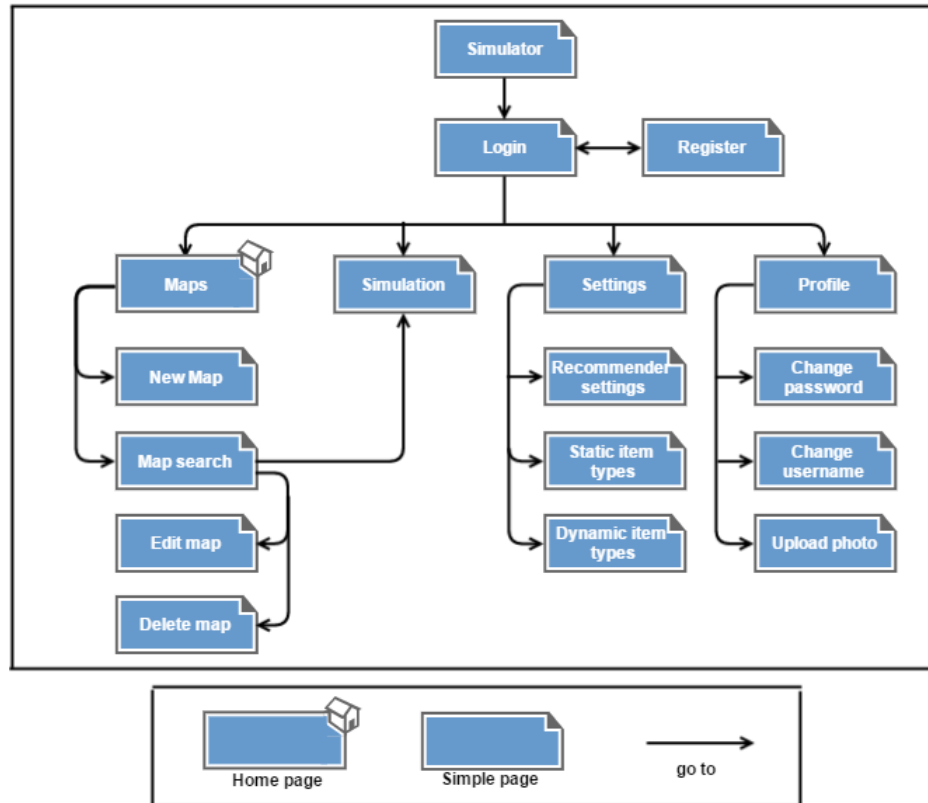 Simulator
Login
Register
Maps
Simulation
Settings
Profile
New Map
Recommender
settings
Change
password
Map search
Static item
types
Change
username
Edit map
Dynamic item
types
Upload photo
Delete map
Home page
Simple page
go to